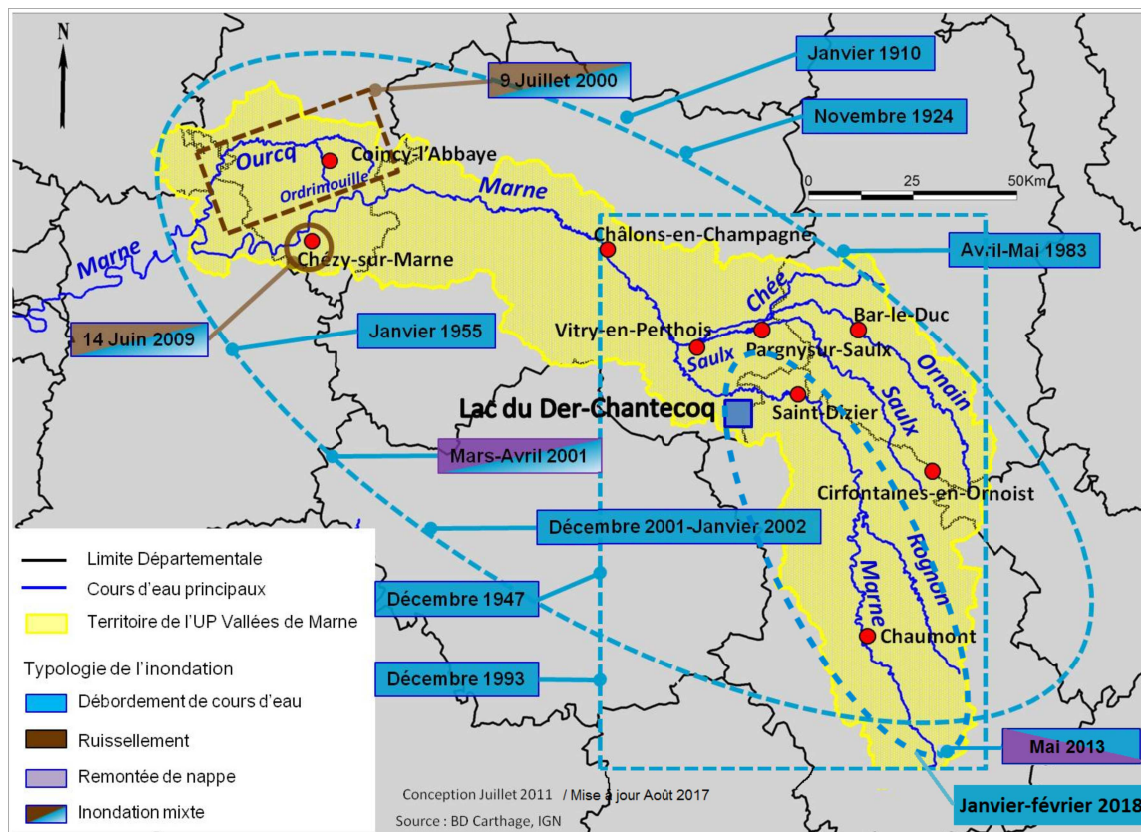 N
9 Juillet 2000
Janvier 1910
Novembre 1924
Ourcq
Coincy-l'Abbaye
Ordrimouille
Marne
0 25 50Km
Marne
Chézy-sur-Marne
Châlons-en-Champagne
Avril-Mai 1983
Chée
14 Juin 2009
Janvier 1955
Vitry-en-Perthois
Bar-le-Duc
Saulx
Pargnysur-Saulx
Ornain
Saulx
Lac du Der-Chantecoq
Saint-Dizier
Mars-Avril 2001
Cirfontaines-en-Ornoist
Décembre 2001-Janvier 2002
Rognon
Marne
Décembre 1947
Chaumont
Décembre 1993
Mai 2013
Janvier-février 2018
Limite Départementale
Cours d'eau principaux
Territoire de l'UP Vallées de Marne
Typologie de l'inondation
Débordement de cours d'eau
Ruissellement
Remontée de nappe
Inondation mixte
Conception Juillet 2011 / Mise à jour Août 2017
Source : BD Carthage, IGN